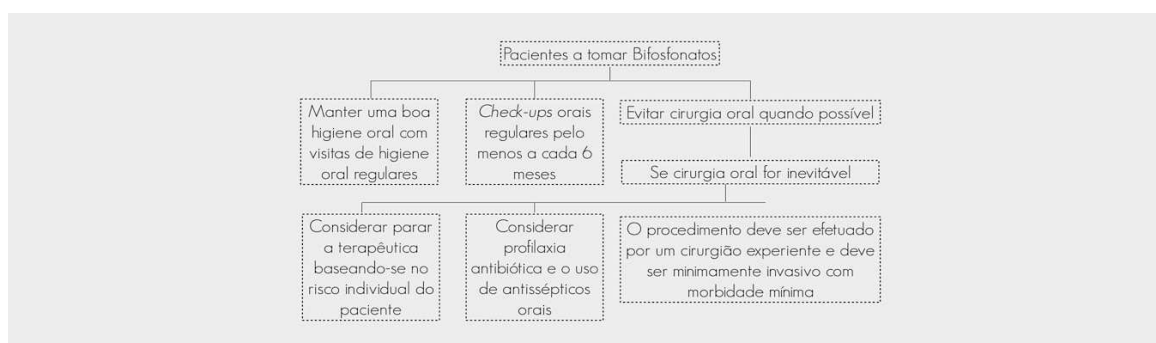 Pacientes a tomar Bifosfonatos
Manter uma boa
higiene oral com
visitas de higiene
oral regulares
Check-ups orais
regulares pelo
menos a cada 6
meses
Evitar cirurgia oral quando possível
Se cirurgia oral for inevitável
Considerar parar
a terapêutica
baseando-se no
risco individual do
paciente
Considerar
profilaxia
antibiótica e o uso
de antissépticos
orais
O procedimento deve ser efetuado
por um cirurgião experiente e deve
ser minimamente invasivo com
morbidade mínima